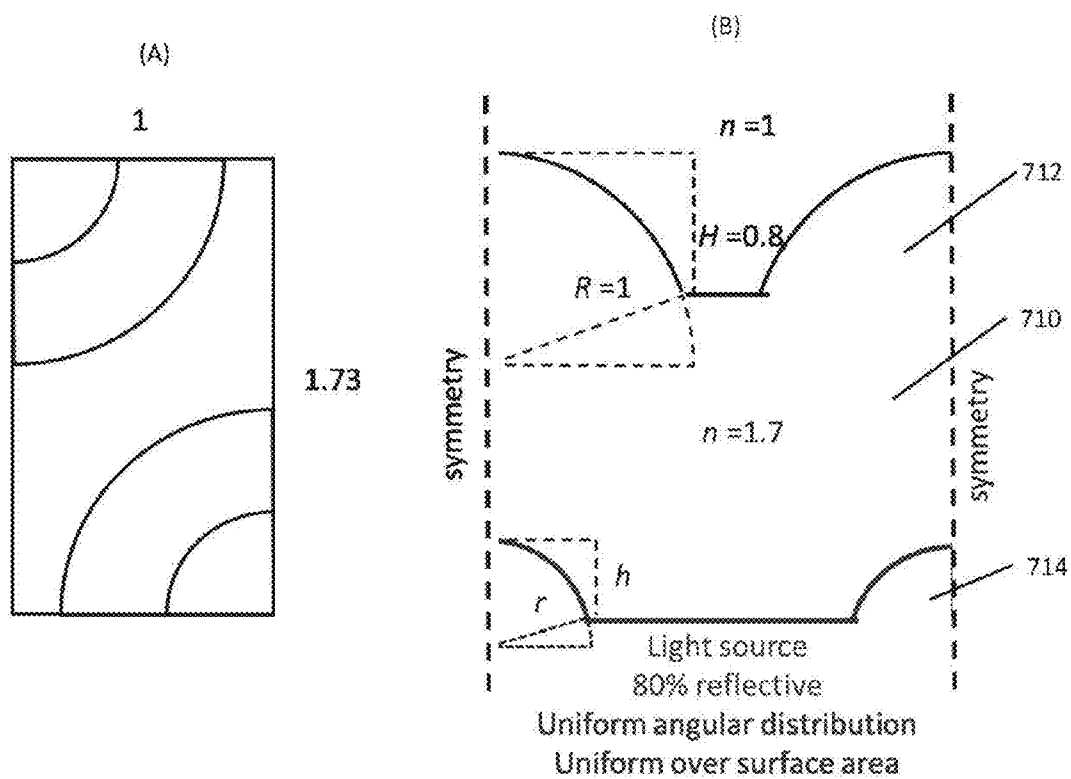 (A)
1
1.73
(B)
n =1
712
H =0.8
R =1
710
symmetry
n =1.7
symmetry
h
r
714
Light source
80% reflective
Uniform angular distribution
Uniform over surface area